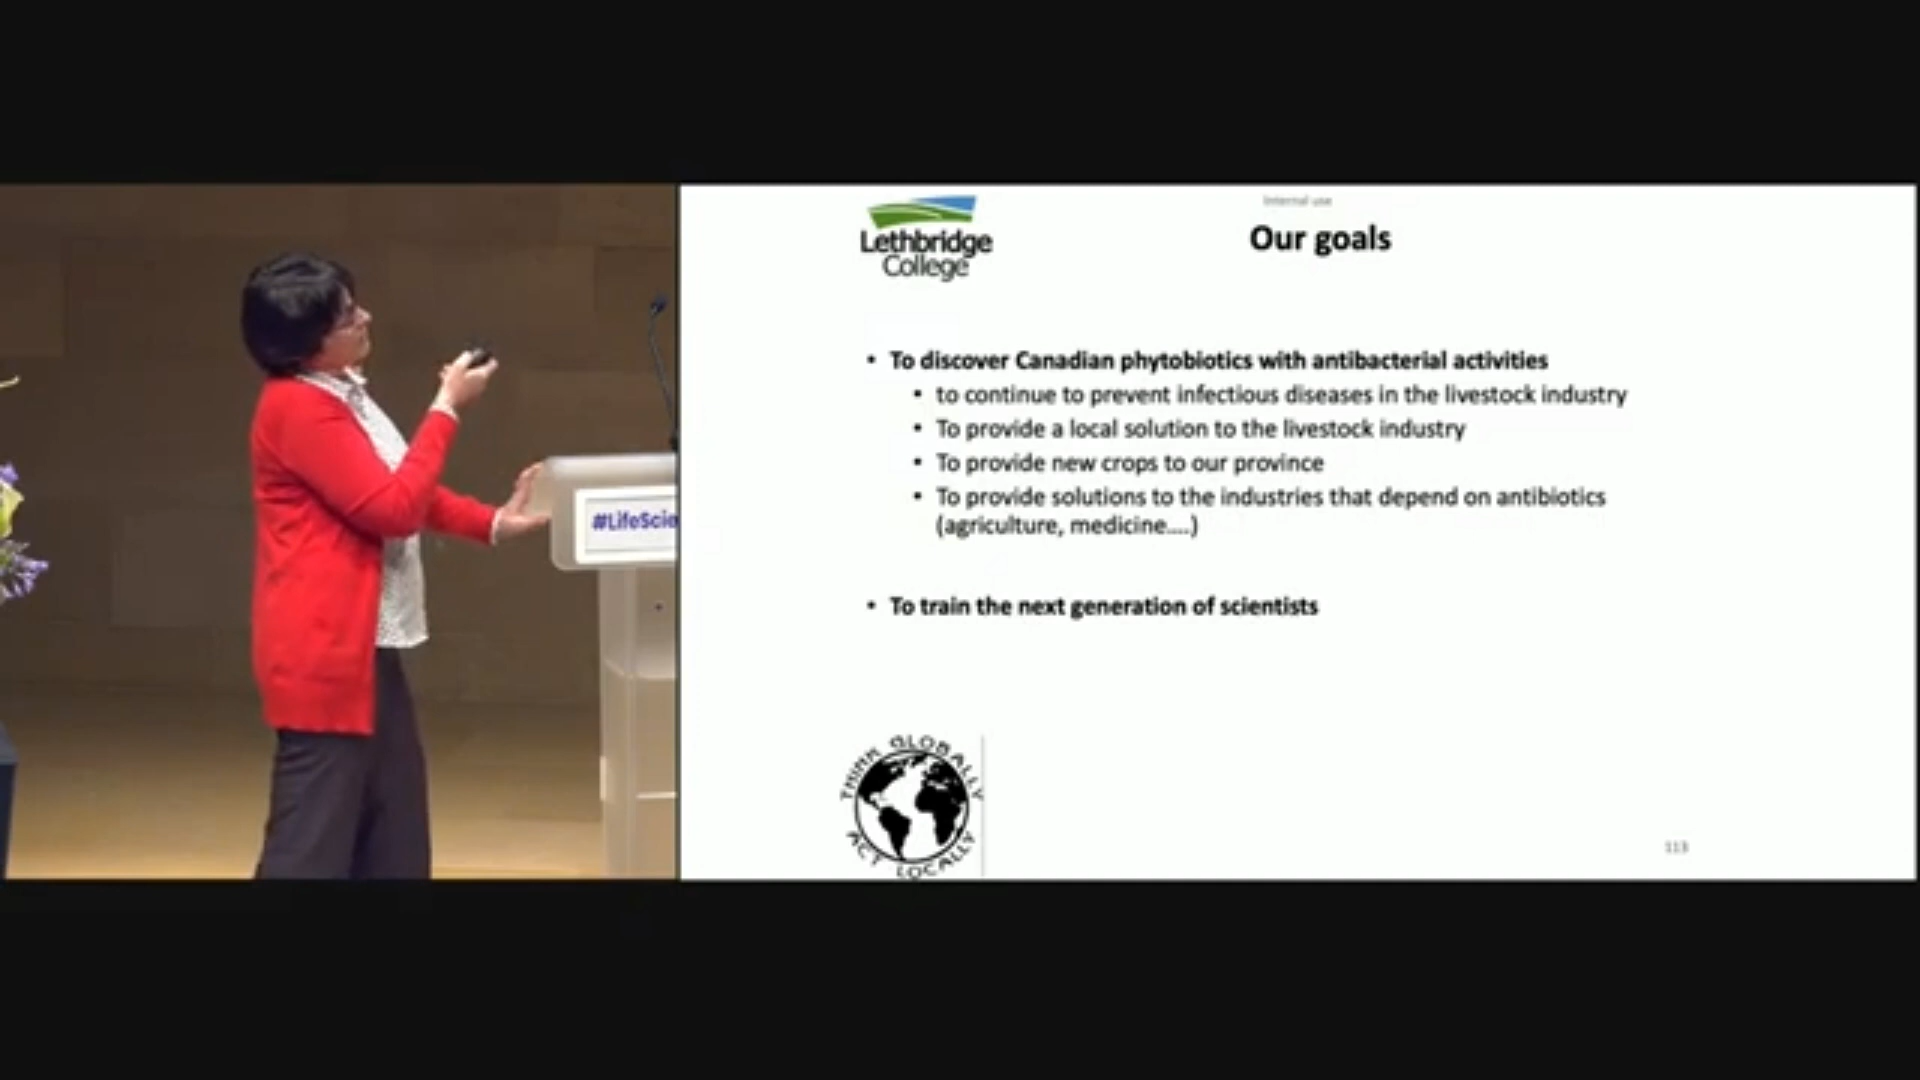 #LifeScie
Internal use
Lethbridge
College
Our goals
• To discover Canadian phytobiotics with antibacterial activities
• to continue to prevent infectious diseases in the livestock industry
• To provide a local solution to the livestock industry
• To provide new crops to our province
• To provide solutions to the industries that depend on antibiotics
(agriculture, medicine....)
• To train the next generation of scientists
THINK GLOBALLY
ACT LOCALLY
113